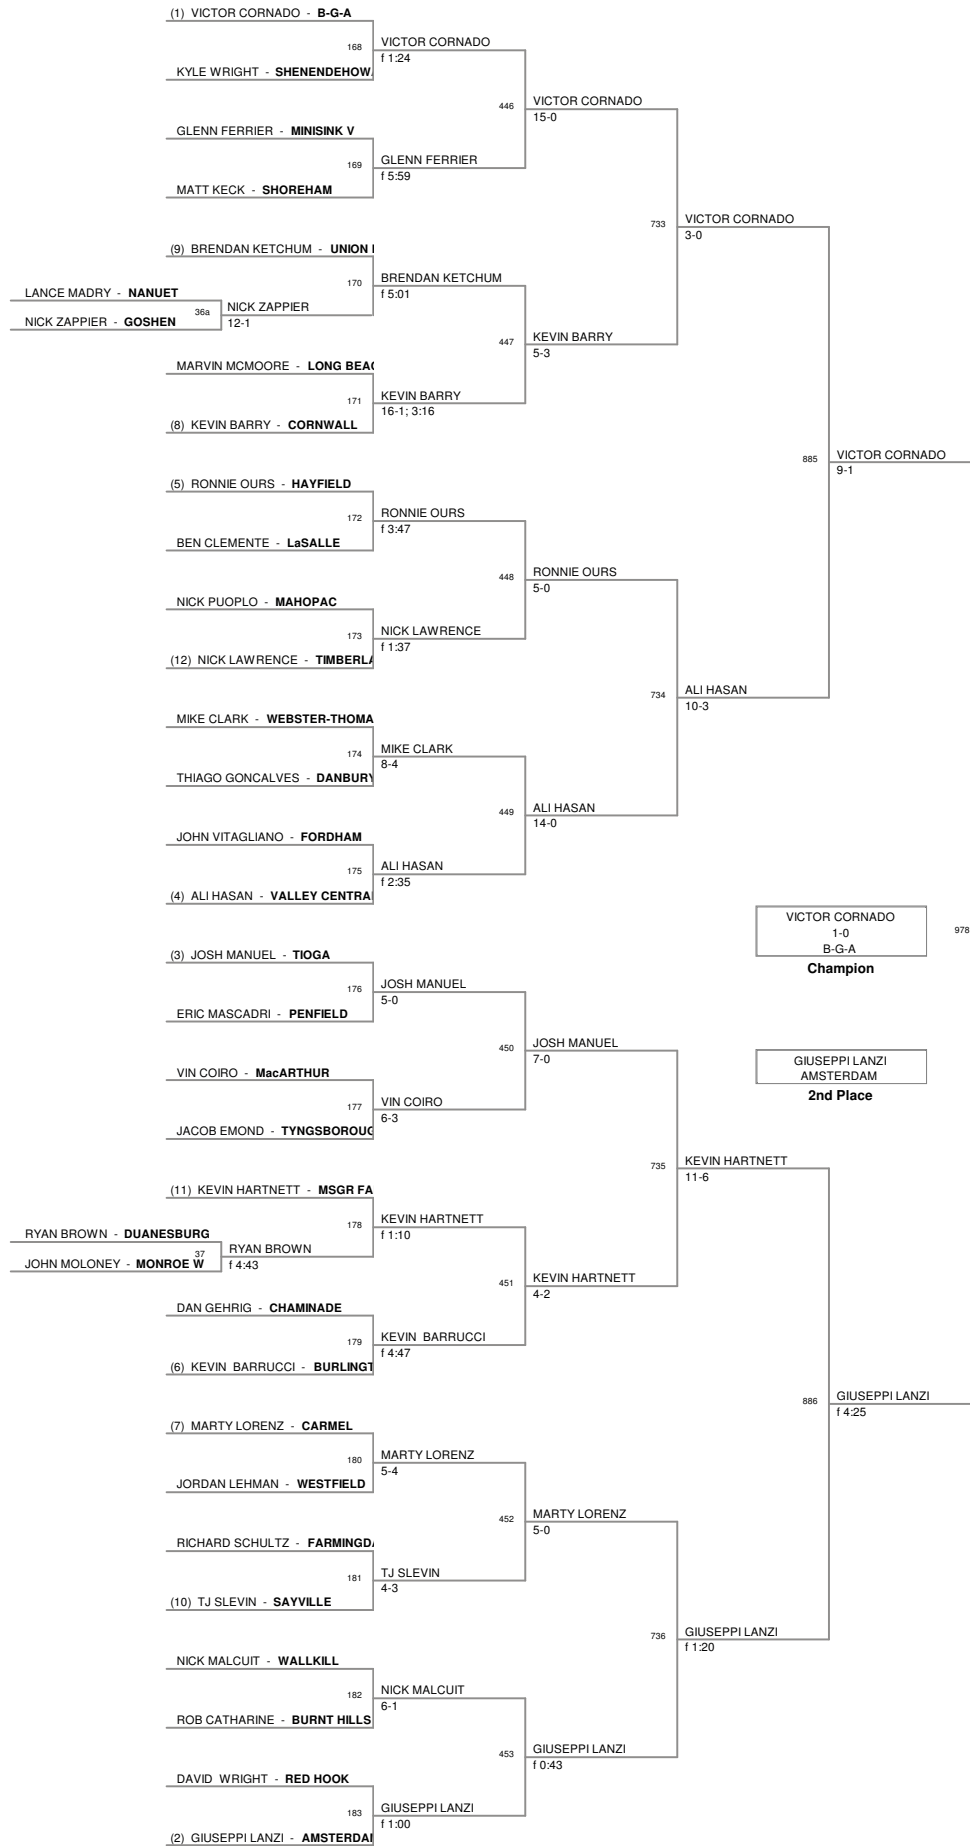 (1) VICTOR CORNADO - B-G-A
168
VICTOR CORNADO
f 1:24
KYLE WRIGHT - SHENENDEHOW
446
VICTOR CORNADO
15-0
GLENN FERRIER - MINISINK V
169
GLENN FERRIER
f 5:59
MATT KECK - SHOREHAM
733
VICTOR CORNADO
3-0
(9) BRENDAN KETCHUM - UNION
170
BRENDAN KETCHUM
f 5:01
LANCE MADRY - NANUET
36a
NICK ZAPPIER
12-1
NICK ZAPPIER - GOSHEN
447
KEVIN BARRY
5-3
MARVIN MCMOORE - LONG BEAC
171
KEVIN BARRY
16-1; 3:16
(8) KEVIN BARRY - CORNWALL
885
VICTOR CORNADO
9-1
(5) RONNIE OURS - HAYFIELD
172
RONNIE OURS
f 3:47
BEN CLEMENTE - LaSALLE
448
RONNIE OURS
5-0
NICK PUOPLO - MAHOPAC
173
NICK LAWRENCE
f 1:37
(12) NICK LAWRENCE - TIMBERLA
734
ALI HASAN
10-3
MIKE CLARK - WEBSTER-THOMA
174
MIKE CLARK
8-4
THIAGO GONCALVES - DANBURY
449
ALI HASAN
14-0
JOHN VITAGLIANO - FORDHAM
175
ALI HASAN
f 2:35
(4) ALI HASAN - VALLEY CENTRA
VICTOR CORNADO
1-0
B-G-A
978
Champion
(3) JOSH MANUEL - TIOGA
176
JOSH MANUEL
5-0
ERIC MASCADRI - PENFIELD
450
JOSH MANUEL
7-0
GIUSEPPI LANZI
AMSTERDAM
2nd Place
VIN COIRO - MacARTHUR
177
VIN COIRO
6-3
JACOB EMOND - TYNGSBOROUG
735
KEVIN HARTNETT
11-6
(11) KEVIN HARTNETT - MSGR FA
178
KEVIN HARTNETT
f 1:10
RYAN BROWN - DUANESBURG
37
RYAN BROWN
f 4:43
JOHN MOLONEY - MONROE W
451
KEVIN HARTNETT
4-2
DAN GEHRIG - CHAMINADE
179
KEVIN BARRUCCI
f 4:47
(6) KEVIN BARRUCCI - BURLINGT
886
GIUSEPPI LANZI
f 4:25
(7) MARTY LORENZ - CARMEL
180
MARTY LORENZ
5-4
JORDAN LEHMAN - WESTFIELD
452
MARTY LORENZ
5-0
RICHARD SCHULTZ - FARMINGDA
181
TJ SLEVIN
4-3
(10) TJ SLEVIN - SAYVILLE
736
GIUSEPPI LANZI
f 1:20
NICK MALCUIT - WALLKILL
182
NICK MALCUIT
6-1
ROB CATHARINE - BURNT HILLS
453
GIUSEPPI LANZI
f 0:43
DAVID WRIGHT - RED HOOK
183
GIUSEPPI LANZI
f 1:00
(2) GIUSEPPI LANZI - AMSTERDA